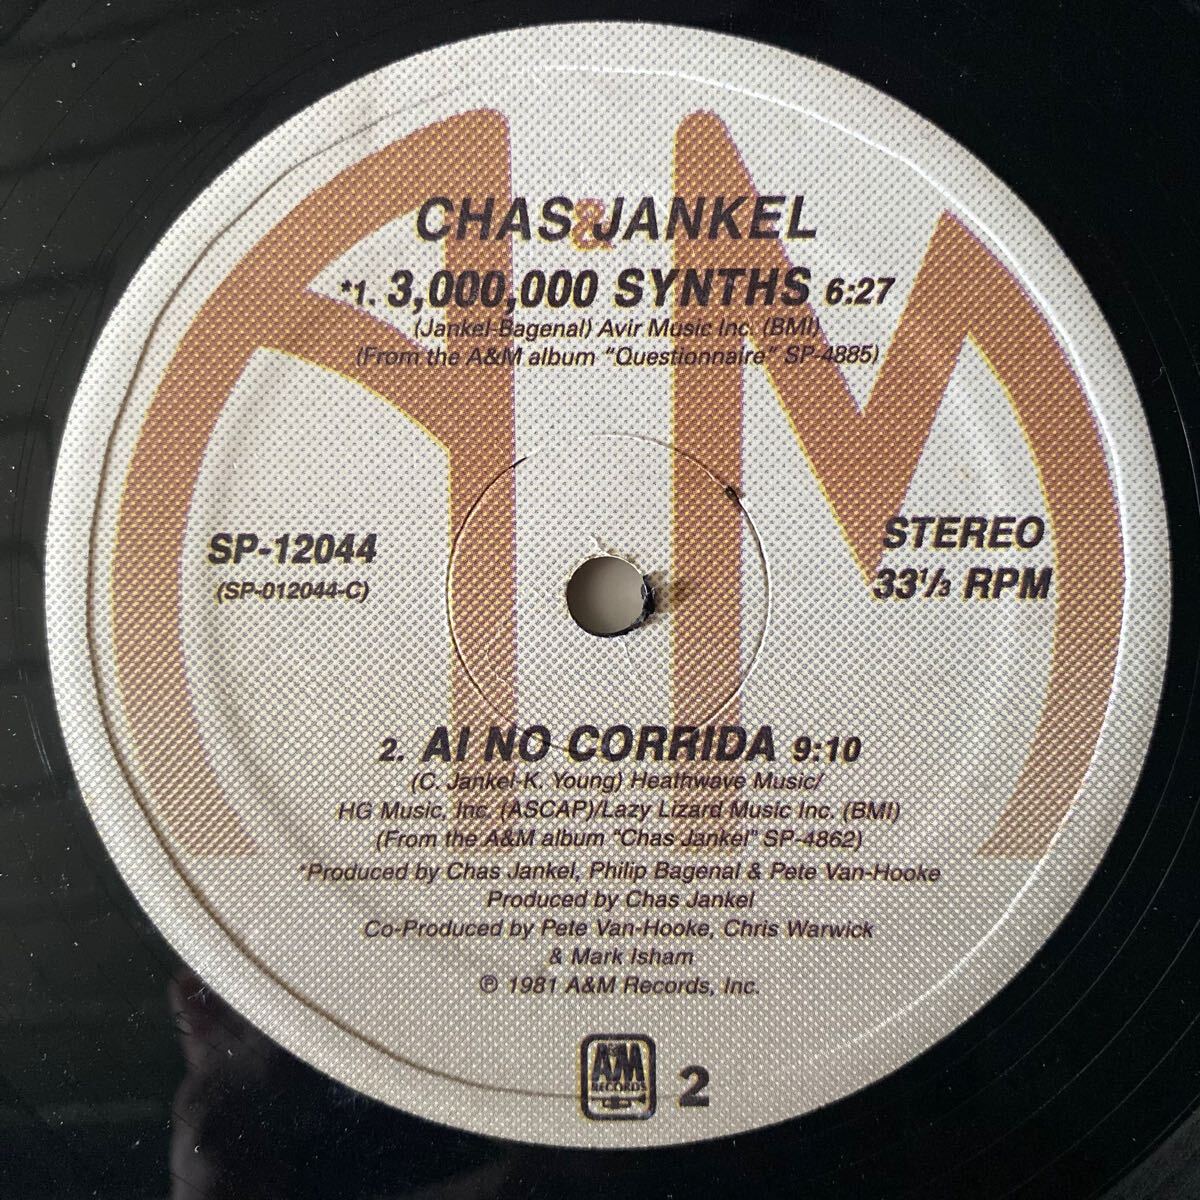 CHAS JANKEL
&
*1. 3,000,000 SYNTHS 6:27
(Jankel-Bagenal) Avir Music Inc. (BMI)
(From the A&M album "Questionnaire" SP-4885)
SP-12044
(SP-012044-C)
STEREO
33⅓ RPM
2. AI NO CORRIDA 9:10
(C. Jankel-K. Young) Heathwave Music/
HG Music, Inc. (ASCAP)/Lazy Lizard Music Inc. (BMI)
(From the A&M album "Chas Jankel" SP-4862)
*Produced by Chas Jankel, Philip Bagenal & Pete Van-Hooke
Produced by Chas Jankel
Co-Produced by Pete Van-Hooke, Chris Warwick
& Mark Isham
℗ 1981 A&M Records, Inc.
A&M
RECORDS
2